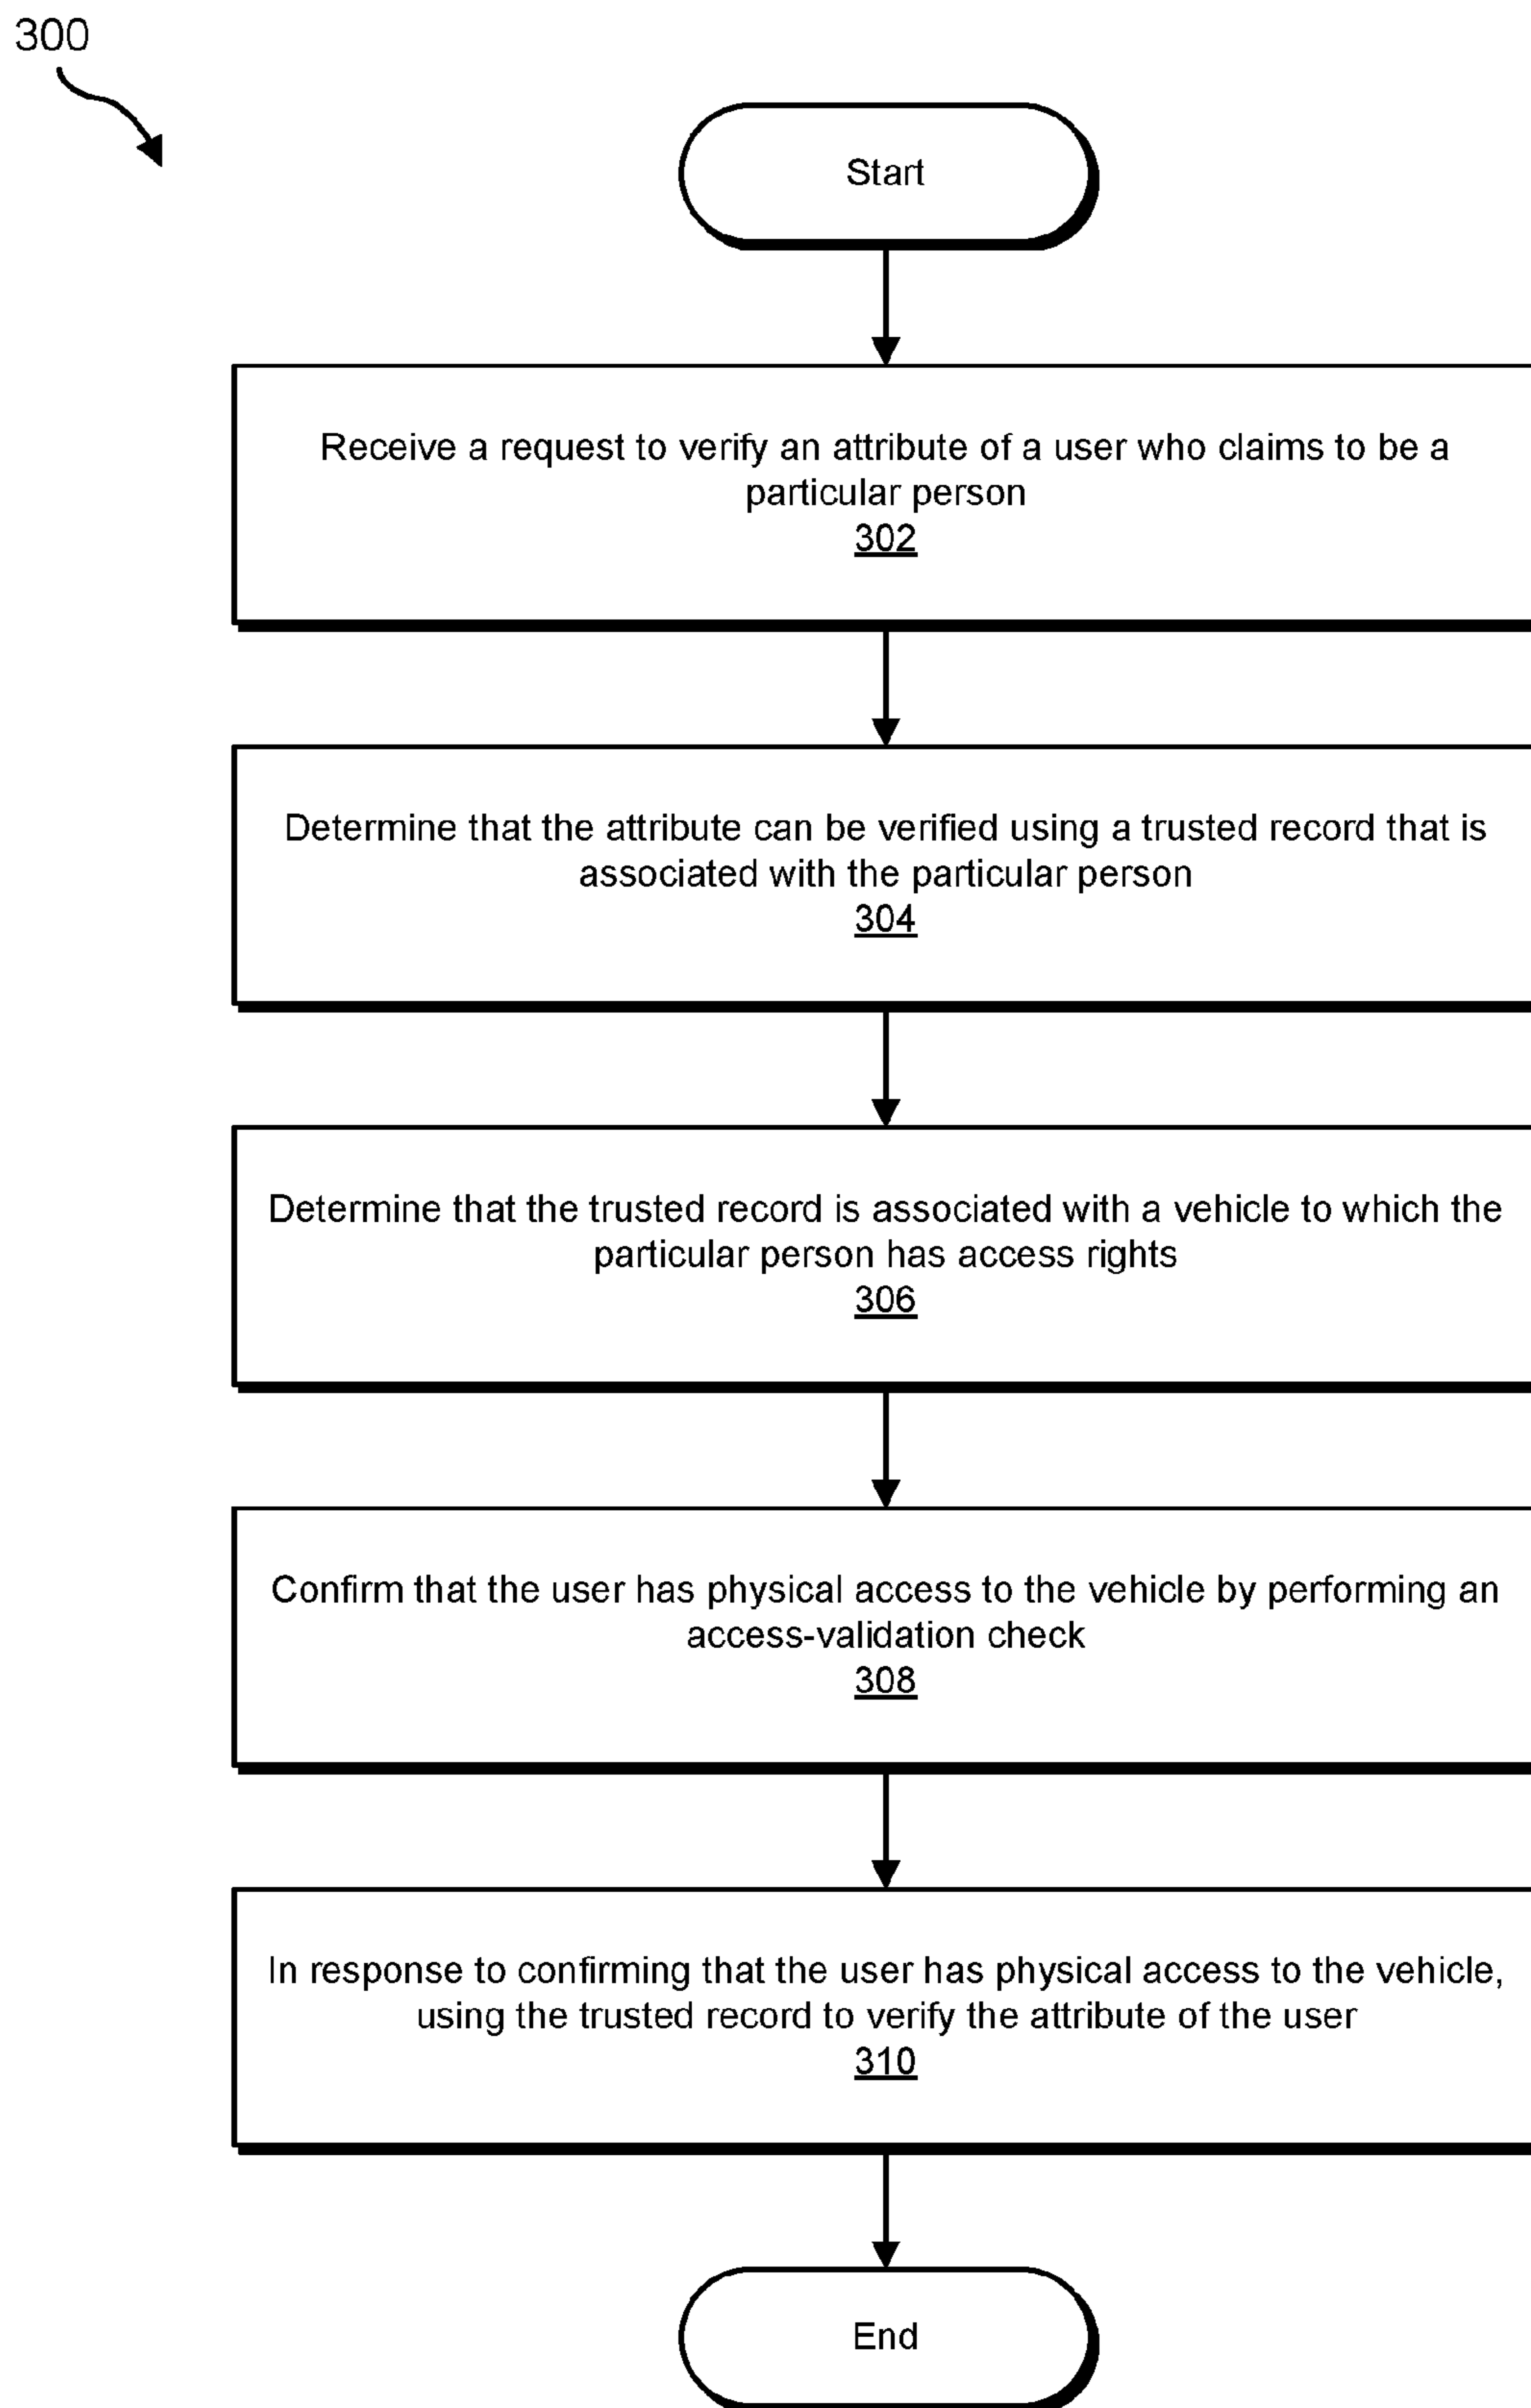 300
Start
Receive a request to verify an attribute of a user who claims to be a
particular person
302
Determine that the attribute can be verified using a trusted record that is
associated with the particular person
304
Determine that the trusted record is associated with a vehicle to which the
particular person has access rights
306
Confirm that the user has physical access to the vehicle by performing an
access-validation check
308
In response to confirming that the user has physical access to the vehicle,
using the trusted record to verify the attribute of the user
310
End